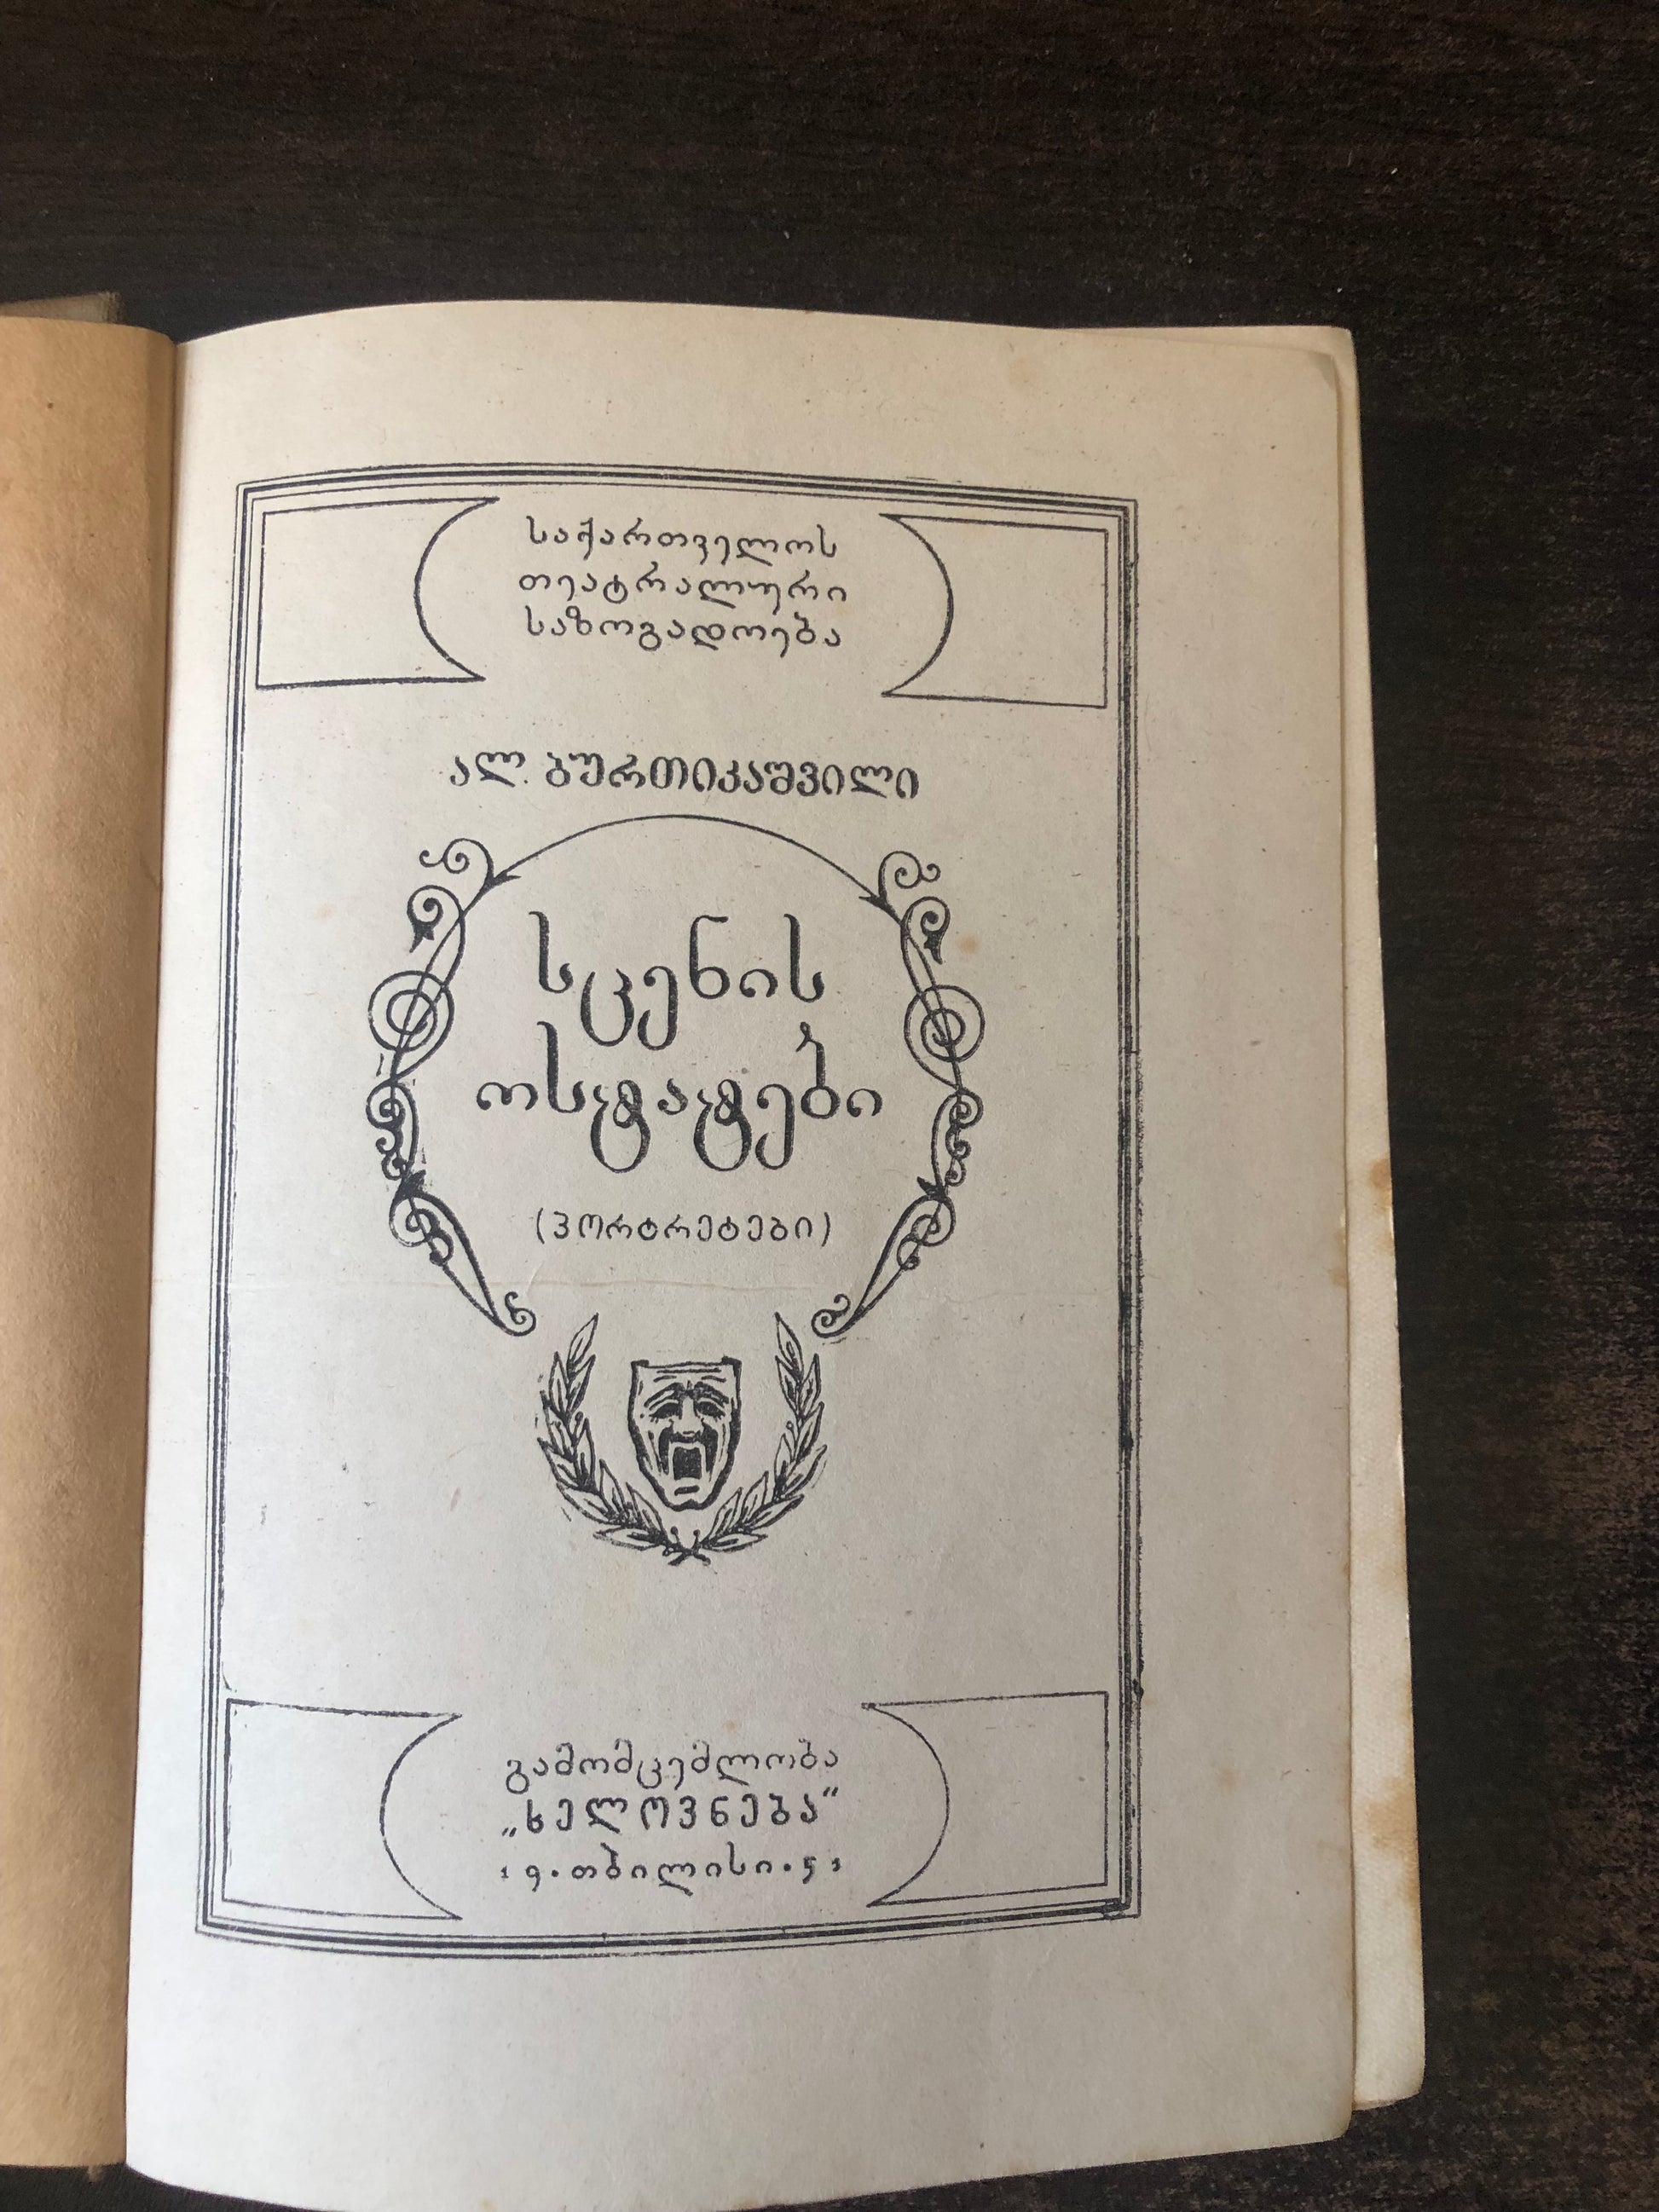 საქართველოს
თეატრალური
საზოგადოება
ალ. ბურთიკაშვილი
სცენის
ოსტატები
(პორტრეტები)
გამომცემლობა
„ხელოვნება“
19•თბილისი•51